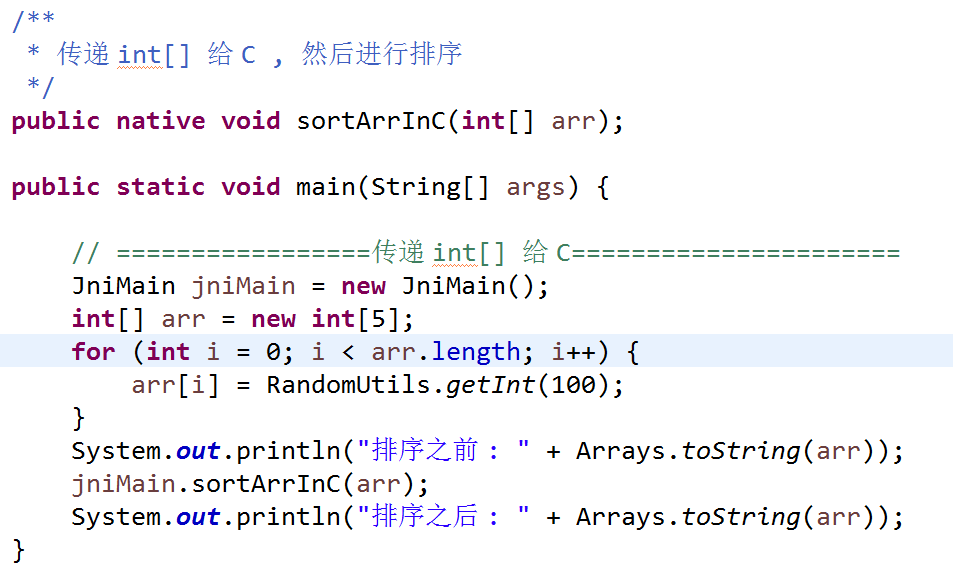 /**
 * 传递 int[] 给 C , 然后进行排序
 */
public native void sortArrInC(int[] arr);
public static void main(String[] args) {
// =================传递 int[] 给 C======================
JniMain jniMain = new JniMain();
int[] arr = new int[5];
for (int i = 0; i < arr.length; i++) {
arr[i] = RandomUtils.getInt(100);
}
System.out.println("排序之前 : " + Arrays.toString(arr));
jniMain.sortArrInC(arr);
System.out.println("排序之后 : " + Arrays.toString(arr));
}